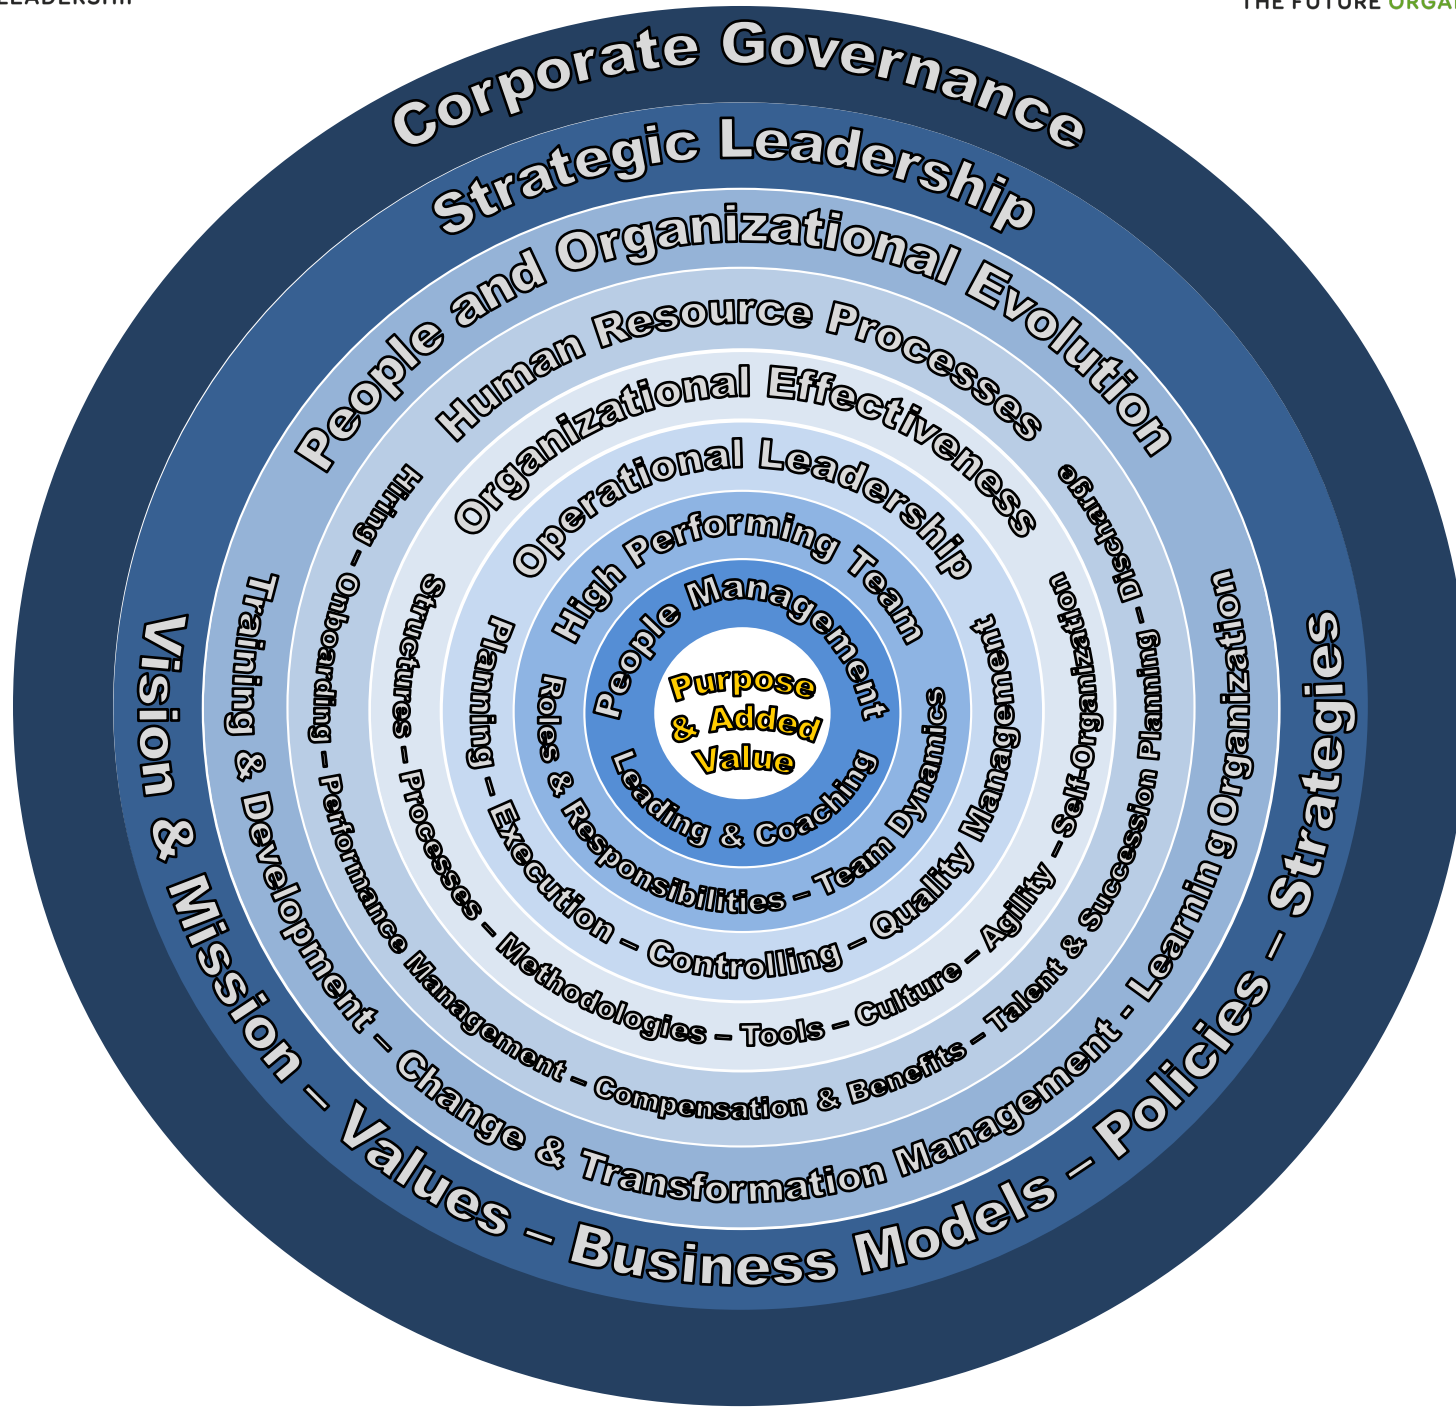 THE FUTURE
Corporate Governance
Strategic Leadership
People and Organizational Evolution
Human Resource Processes
Organizational Effectiveness
Operational Leadership
High Performing Team
People Management
Purpose
& Added
Value
Leading & Coaching
Roles & Responsibilities – Team Dynamics
Planning – Execution – Controlling – Quality Management
Structures – Processes – Methodologies – Tools – Culture – Agility – Self-Organization
Hiring – Onboarding – Performance Management – Compensation & Benefits – Talent & Succession Planning – Discharge
Training & Development – Change & Transformation Management - Learning Organization
Vision & Mission – Values – Business Models – Policies – Strategies